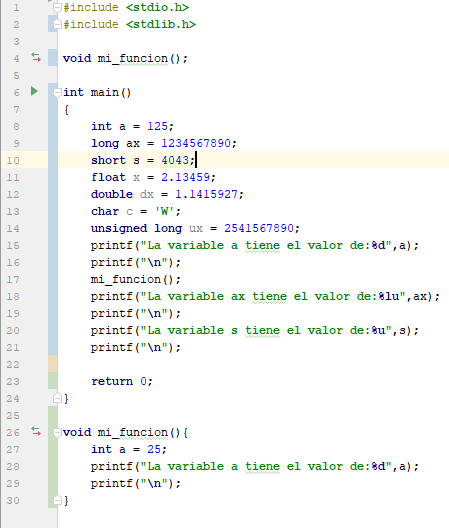 1 #include <stdio.h>
2 #include <stdlib.h>
3
4 void mi_funcion();
5
6 int main()
7 {
8     int a = 125;
9     long ax = 1234567890;
10     short s = 4043;
11     float x = 2.13459;
12     double dx = 1.1415927;
13     char c = 'W';
14     unsigned long ux = 2541567890;
15     printf("La variable a tiene el valor de:%d",a);
16     printf("\n");
17     mi_funcion();
18     printf("La variable ax tiene el valor de:%lu",ax);
19     printf("\n");
20     printf("La variable s tiene el valor de:%u",s);
21     printf("\n");
22
23     return 0;
24 }
25
26 void mi_funcion(){
27     int a = 25;
28     printf("La variable a tiene el valor de:%d",a);
29     printf("\n");
30 }